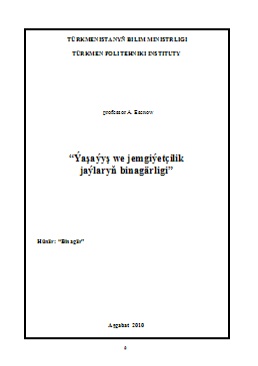 TÜRKMENISTANYŇ BILIM MINISTRLIGI
TÜRKMEN POLITEHNIKI INSTITUTY
professor A. Esenow
“Ýaşaýyş we jemgiýetçilik
jaýlaryň binagärligi”
Hünär: “Binagär”
Aşgabat 2010